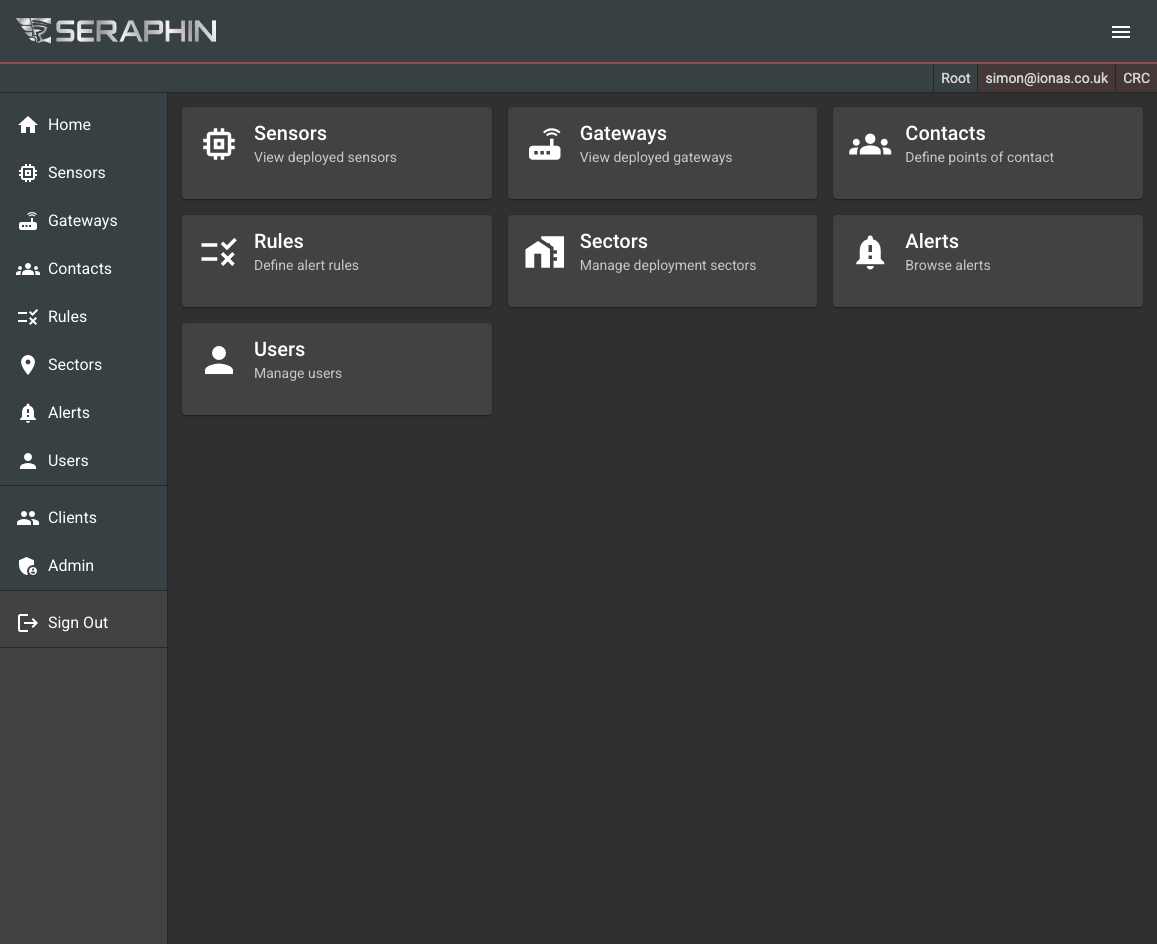 SERAPHIN
Root simon@ionas.co.uk CRC
Home
Sensors
Gateways
Contacts
Rules
Sectors
Alerts
Users
Clients
Admin
Sign Out
Sensors
View deployed sensors
Gateways
View deployed gateways
Contacts
Define points of contact
Rules
Define alert rules
Sectors
Manage deployment sectors
Alerts
Browse alerts
Users
Manage users